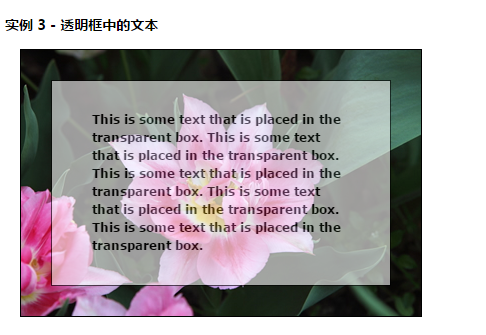 实例 3 - 透明框中的文本
This is some text that is placed in the
transparent box. This is some text
that is placed in the transparent box.
This is some text that is placed in the
transparent box. This is some text
that is placed in the transparent box.
This is some text that is placed in the
transparent box.